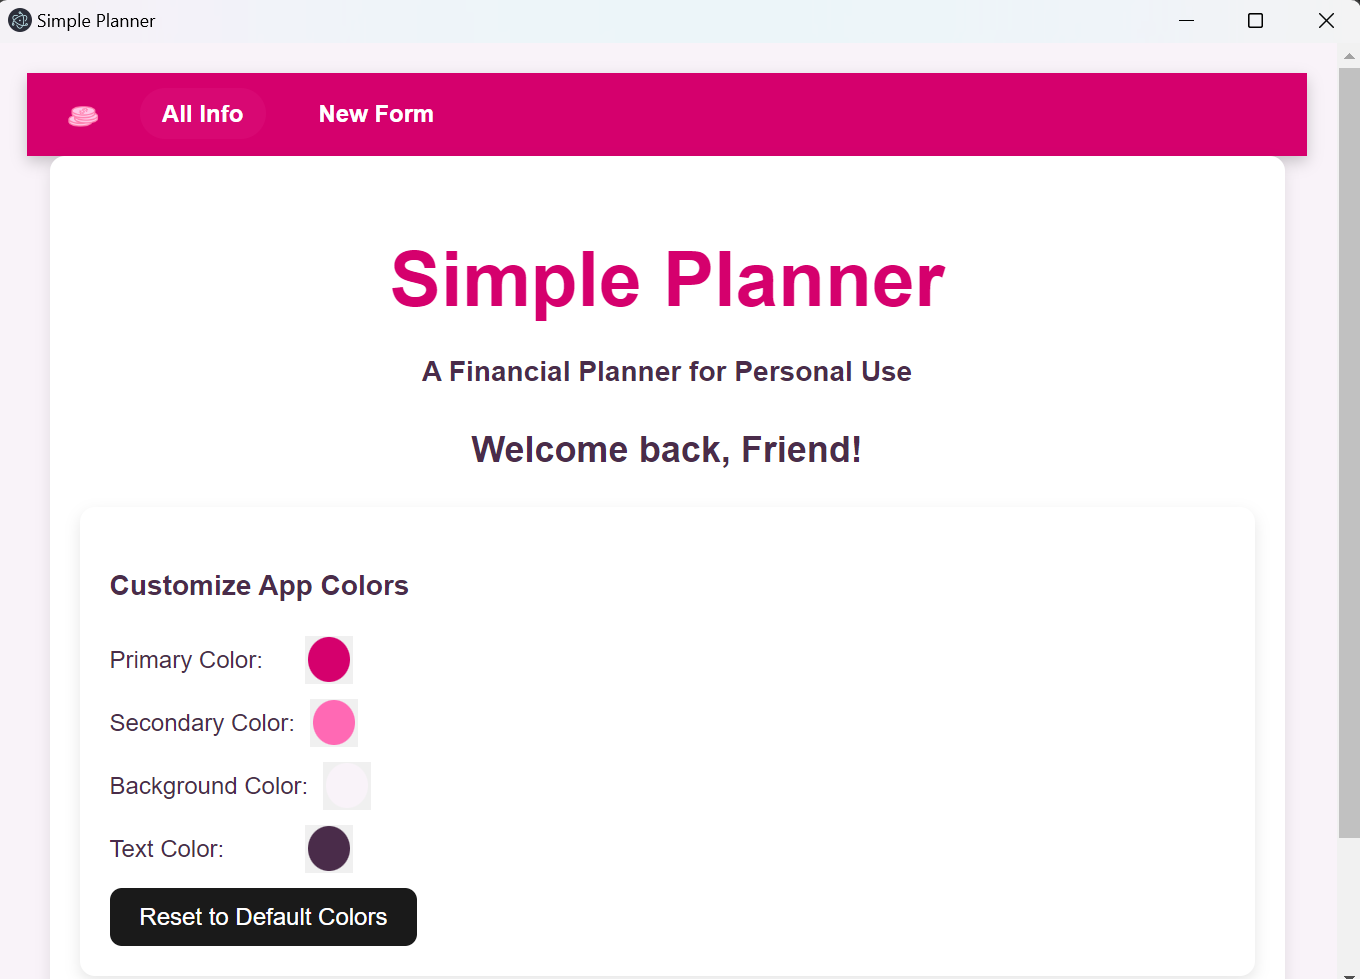 Simple Planner
All Info
New Form
Simple Planner
A Financial Planner for Personal Use
Welcome back, Friend!
Customize App Colors
Primary Color:
Secondary Color:
Background Color:
Text Color:
Reset to Default Colors